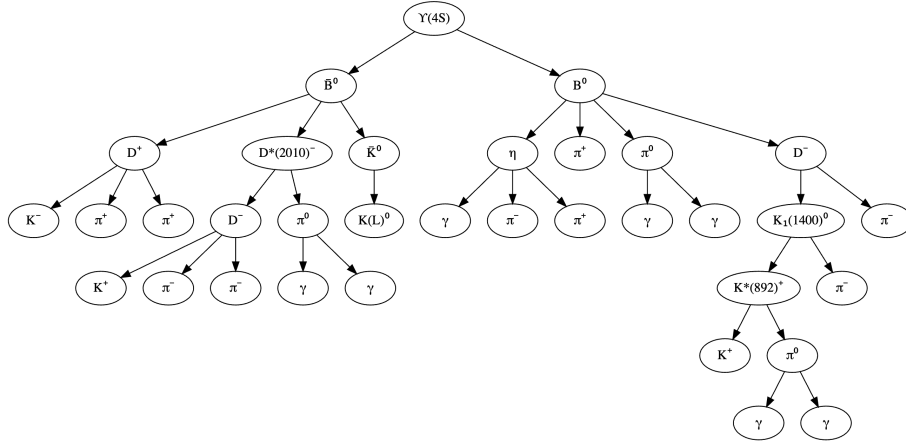 ϒ(4S)
B̄⁰ B⁰
D⁺ D*(2010)⁻ K̄⁰ η π⁺ π⁰ D⁻
K⁻ π⁺ π⁺ D⁻ π⁰ K(L)⁰ γ π⁻ π⁺ γ γ K₁(1400)⁰ π⁻
K⁺ π⁻ π⁻ γ γ K*(892)⁺ π⁻
K⁺ π⁰
γ γ